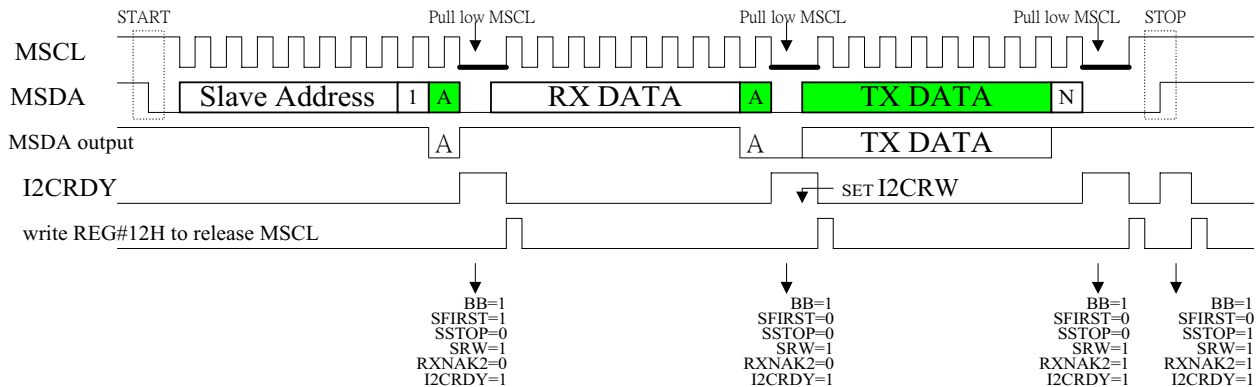 START Pull low MSCL Pull low MSCL Pull low MSCL STOP
MSCL
MSDA Slave Address 1 A RX DATA A TX DATA N
MSDA output A A TX DATA
I2CRDY SET I2CRW
write REG#12H to release MSCL
BB=1 BB=1 BB=1 BB=1
SFIRST=1 SFIRST=0 SFIRST=0 SFIRST=0
SSTOP=0 SSTOP=0 SSTOP=0 SSTOP=1
SRW=1 SRW=1 SRW=1 SRW=1
RXNAK2=0 RXNAK2=0 RXNAK2=1 RXNAK2=1
I2CRDY=1 I2CRDY=1 I2CRDY=1 I2CRDY=1